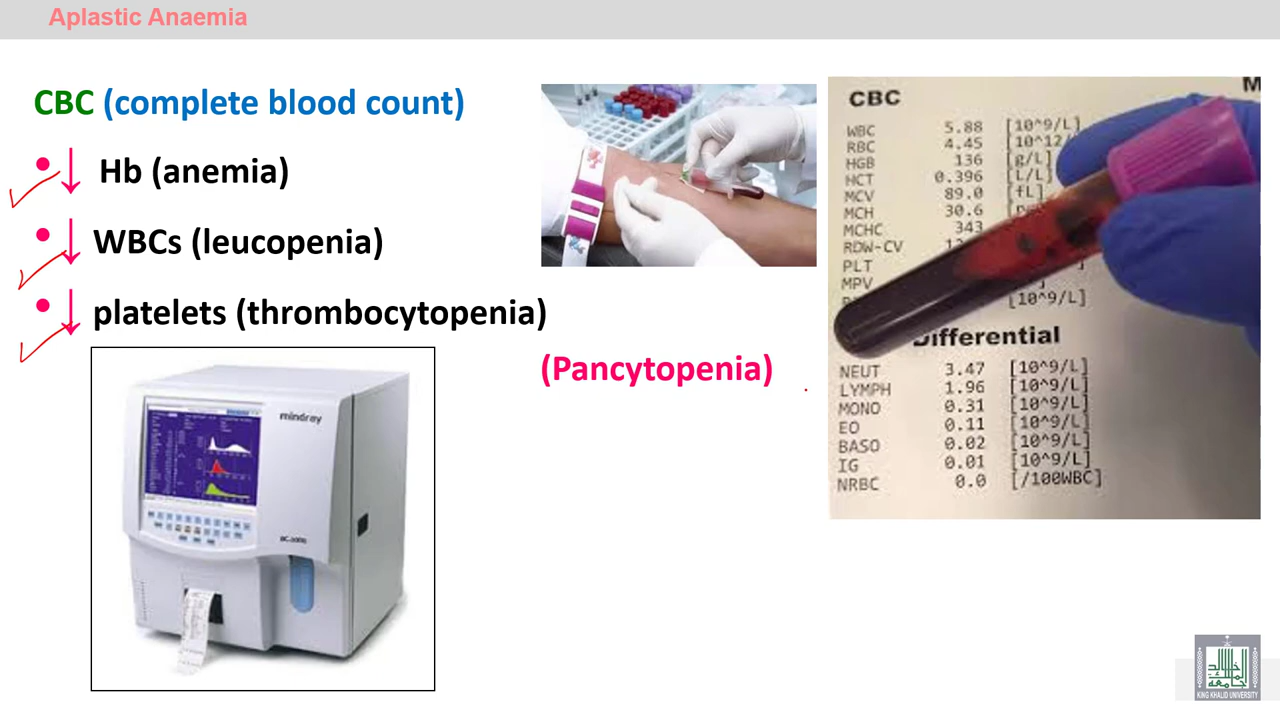 Aplastic Anaemia
CBC (complete blood count)
• ↓ Hb (anemia)
• ↓ WBCs (leucopenia)
• ↓ platelets (thrombocytopenia)
(Pancytopenia)
mindray
CBC
M
WBC 5.88 [10^9/L]
RBC 4.45 [10^12/
HGB 136 [g/L]
HCT 0.396 [L/L]
MCV 89.0 [fL]
MCH 30.6
MCHC 343
RDW-CV
PLT
MPV
[10^9/L]
Differential
NEUT 3.47 [10^9/L]
LYMPH 1.96 [10^9/L]
MONO 0.31 [10^9/L]
EO 0.11 [10^9/L]
BASO 0.02 [10^9/L]
IG 0.01 [10^9/L]
NRBC 0.0 [/100WBC]
KING KHALID UNIVERSITY